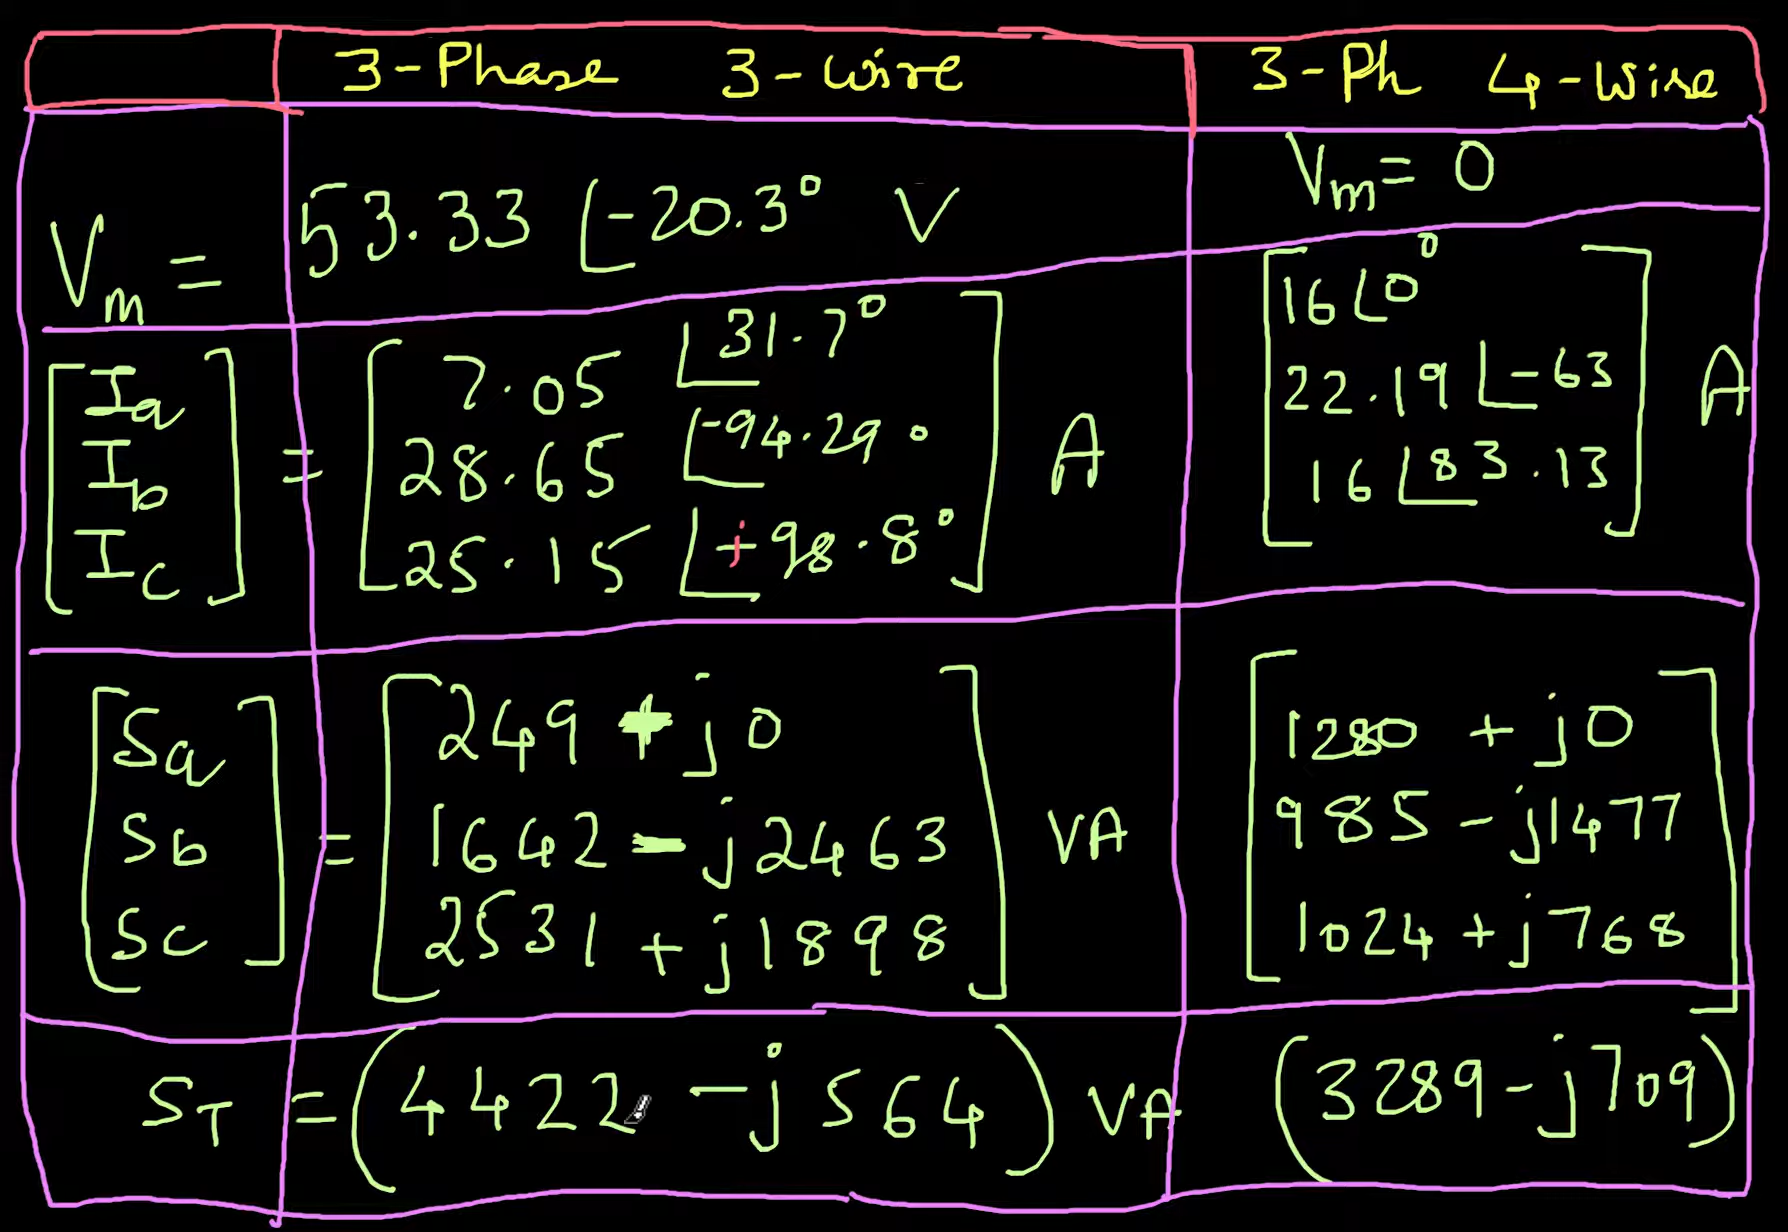 3-Phase 3-wire 3-Ph 4-Wire
Vm = 53.33 ∠-20.3° V Vm = 0
[Ia Ib Ic] = [7.05 ∠31.7° 28.65 ∠-94.29° 25.15 ∠+98.8°] A [16 ∠0° 22.19 ∠-63 16 ∠83.13] A
[Sa Sb Sc] = [249 + j0 1642 - j2463 2531 + j1898] VA [1280 + j0 985 - j1477 1024 + j768]
ST = (4422 - j564) VA (3289 - j709)